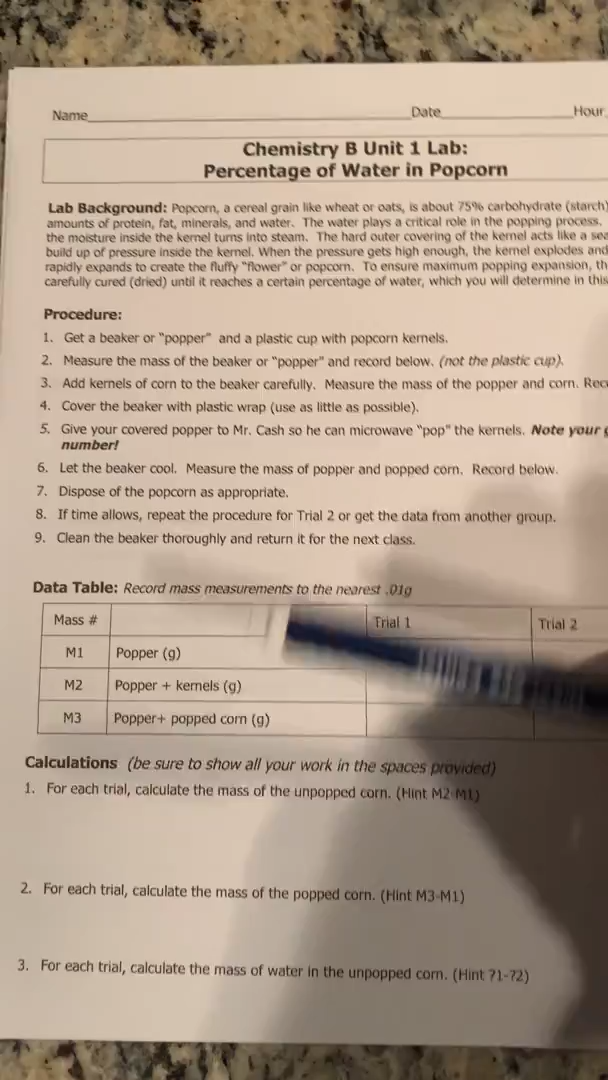 Name Date Hour
Chemistry B Unit 1 Lab:
Percentage of Water in Popcorn
Lab Background: Popcorn, a cereal grain like wheat or oats, is about 75% carbohydrate (starch)
amounts of protein, fat, minerals, and water. The water plays a critical role in the popping process.
the moisture inside the kernel turns into steam. The hard outer covering of the kernel acts like a
build up of pressure inside the kernel. When the pressure gets high enough, the kernel explodes and
rapidly expands to create the fluffy "flower" or popcorn. To ensure maximum popping expansion,
carefully cured (dried) until it reaches a certain percentage of water, which you will determine in this
Procedure:
1. Get a beaker or "popper" and a plastic cup with popcorn kernels.
2. Measure the mass of the beaker or "popper" and record below. (not the plastic cup).
3. Add kernels of corn to the beaker carefully. Measure the mass of the popper and corn.
4. Cover the beaker with plastic wrap (use as little as possible).
5. Give your covered popper to Mr. Cash so he can microwave "pop" the kernels. Note your
number!
6. Let the beaker cool. Measure the mass of popper and popped corn. Record below.
7. Dispose of the popcorn as appropriate.
8. If time allows, repeat the procedure for Trial 2 or get the data from another group.
9. Clean the beaker thoroughly and return it for the next class.
Data Table: Record mass measurements to the nearest .01g
Mass # Trial 1 Trial 2
M1 Popper (g)
M2 Popper + kernels (g)
M3 Popper+ popped corn (g)
Calculations (be sure to show all your work in the spaces provided)
1. For each trial, calculate the mass of the unpopped corn. (Hint M2-M1)
2. For each trial, calculate the mass of the popped corn. (Hint M3-M1)
3. For each trial, calculate the mass of water in the unpopped corn. (Hint ?1-?2)